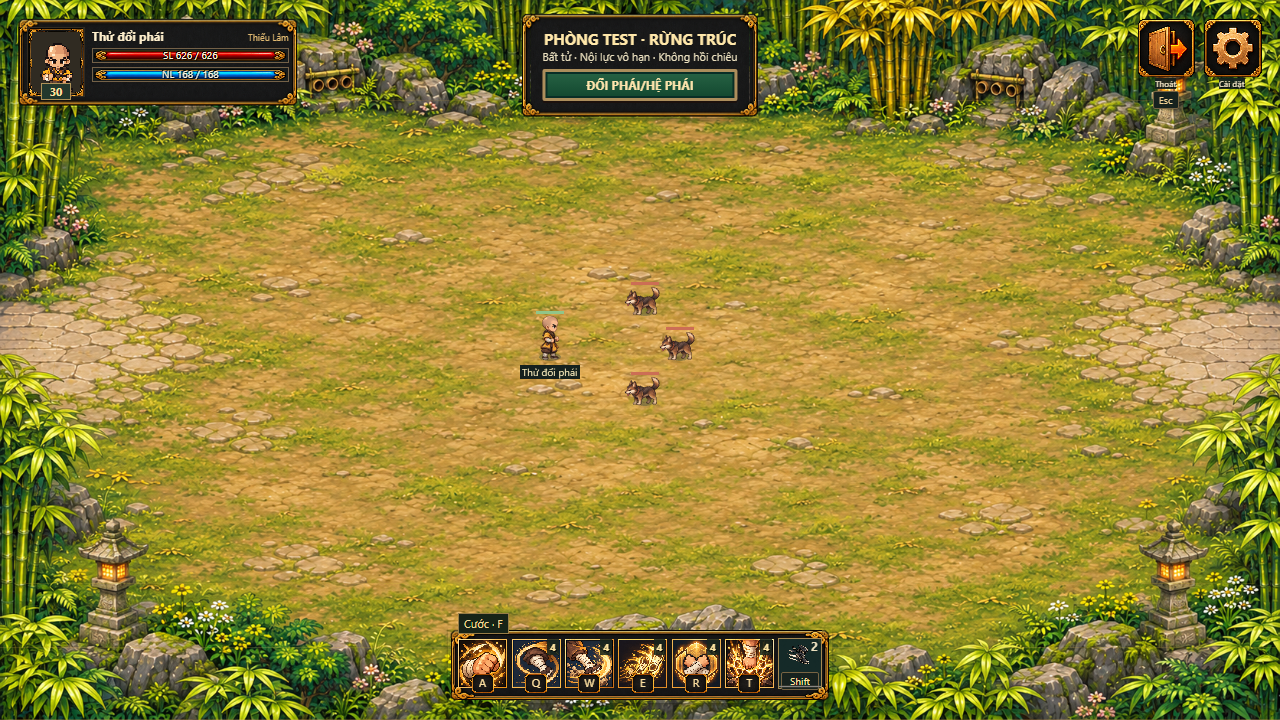 Thử đổi phái
Thiếu Lâm
SL 626 / 626
NL 168 / 168
30
PHÒNG TEST · RỪNG TRÚC
Bất tử · Nội lực vô hạn · Không hồi chiêu
ĐỔI PHÁI/HỆ PHÁI
Thoát
Esc
Cài đặt
Thử đổi phái
Cước · F
4
4
4
4
4
2
A
Q
W
E
R
T
Shift